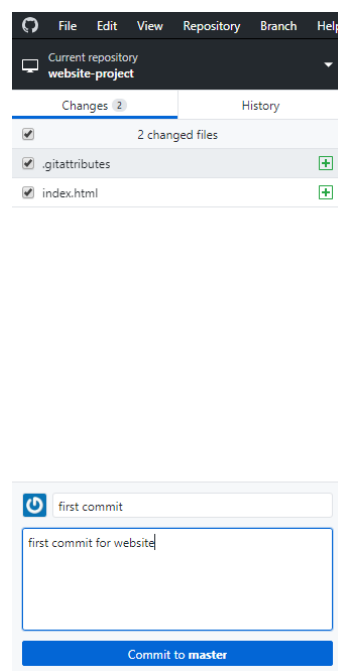 File Edit View Repository Branch Help
Current repository
website-project
Changes 2 History
2 changed files
.gitattributes
index.html
first commit
first commit for website
Commit to master